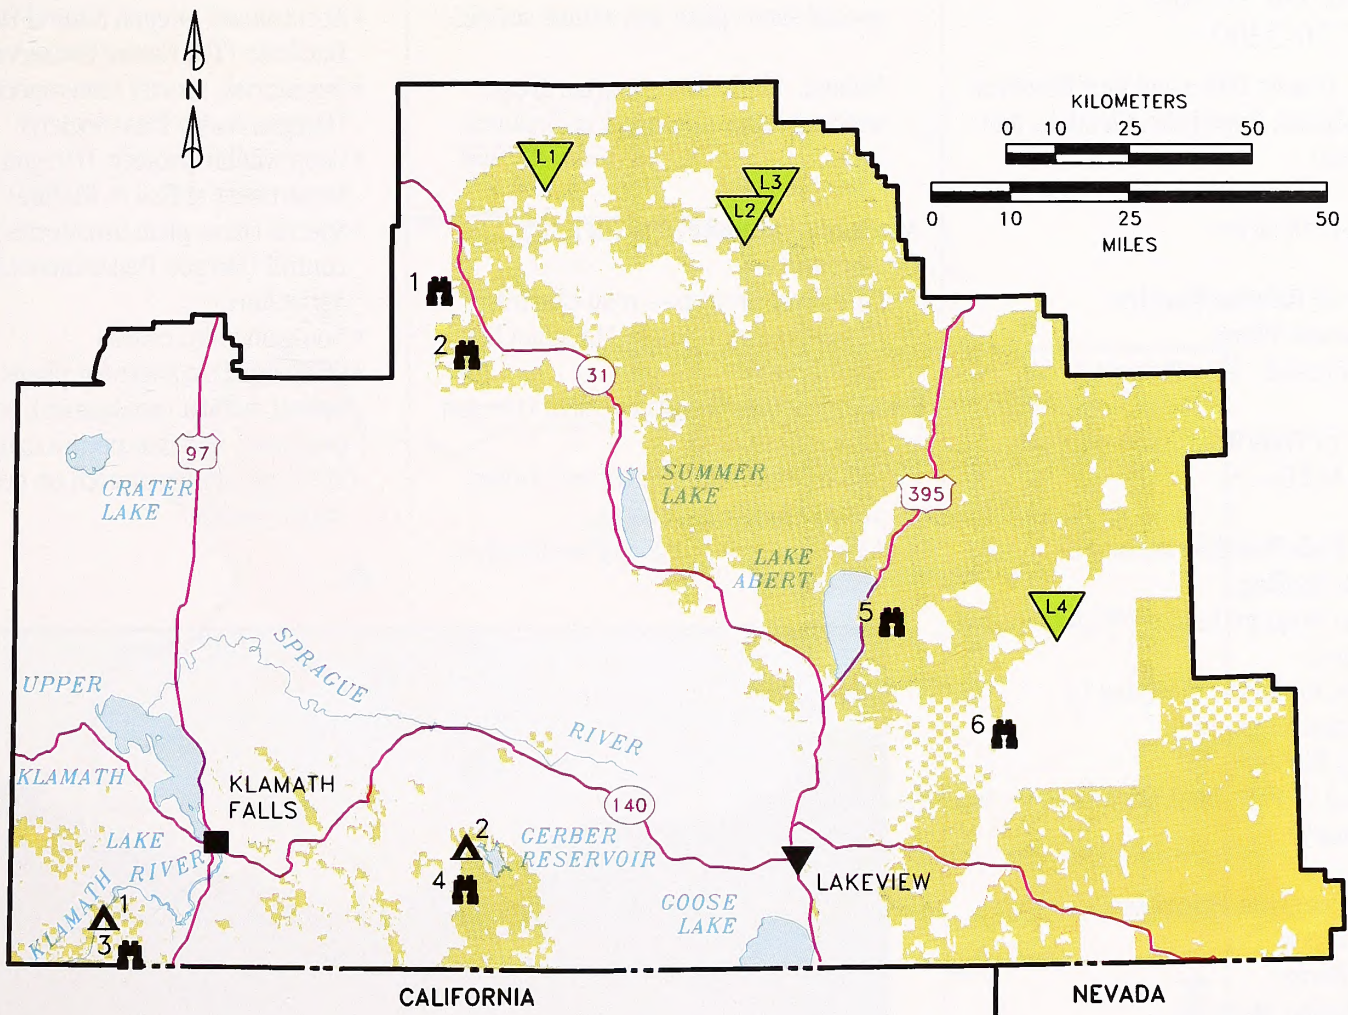 N
KILOMETERS
0 10 25 50
0 10 25 50
MILES
L1
L3
L2
1
2
31
97
CRATER
LAKE
SUMMER
LAKE
395
LAKE
ABERT
5
L4
SPRAGUE
RIVER
UPPER
KLAMATH
LAKE
6
KLAMATH
FALLS
140
2
GERBER
RESERVOIR
4
LAKEVIEW
GOOSE
LAKE
KLAMATH RIVER
1
3
CALIFORNIA
NEVADA